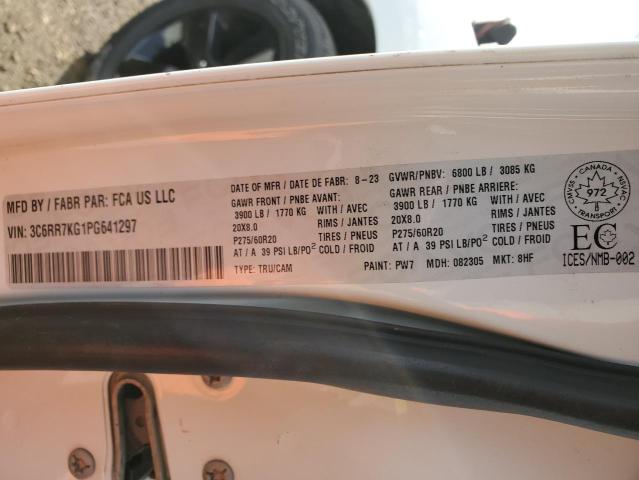 MFD BY / FABR PAR: FCA US LLC
VIN: 3C6RR7KG1PG641297
DATE OF MFR / DATE DE FABR: 8-23
GAWR FRONT / PNBE AVANT:
3900 LB / 1770 KG WITH / AVEC
20X8.0 RIMS / JANTES
P275/60R20 TIRES / PNEUS
AT / A 39 PSI LB/PO² COLD / FROID
TYPE: TRU/CAM
GVWR/PNBV: 6800 LB / 3085 KG
GAWR REAR / PNBE ARRIERE:
3900 LB / 1770 KG WITH / AVEC
20X8.0 RIMS / JANTES
P275/60R20 TIRES / PNEUS
AT / A 39 PSI LB/PO² COLD / FROID
PAINT: PW7 MDH: 082305 MKT: 8HF
CANADA
CMVSS
NSVAC
972
TRANSPORT
EC
ICES/NMB-002